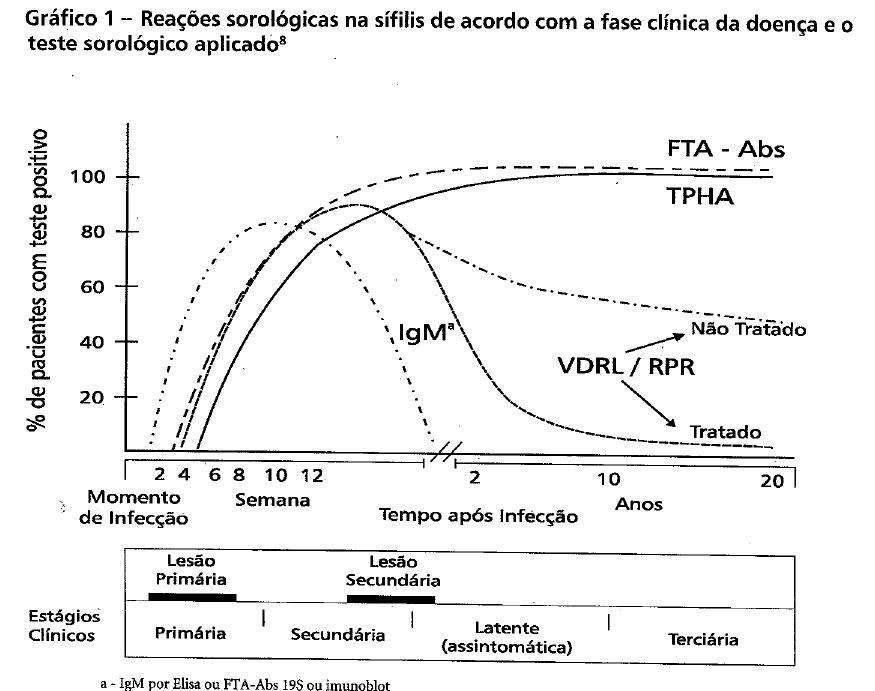 Gráfico 1 – Reações sorológicas na sífilis de acordo com a fase clínica da doença e o
teste sorológico aplicado⁸
% de pacientes com teste positivo
100
80
60
40
20
FTA - Abs
TPHA
IgMª
Não Tratado
VDRL / RPR
Tratado
2 4 6 8 10 12
2 10 20
Momento
de Infecção
Semana
Tempo após Infecção
Anos
Lesão
Primária
Lesão
Secundária
Estágios
Clínicos
Primária
Secundária
Latente
(assintomática)
Terciária
a - IgM por Elisa ou FTA-Abs 19S ou imunoblot